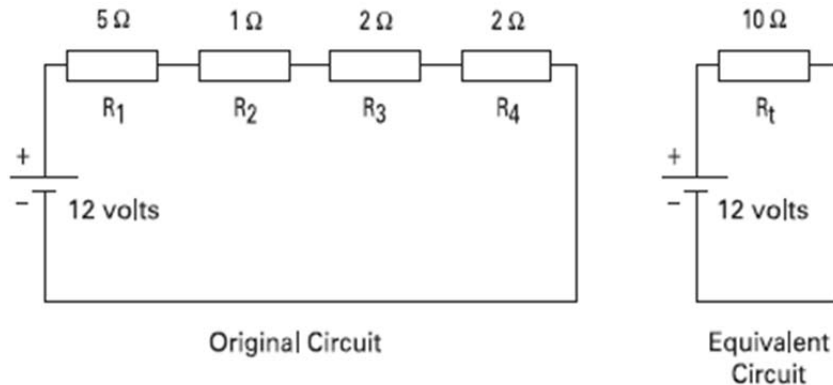 5 Ω 1 Ω 2 Ω 2 Ω
R1 R2 R3 R4
+
−
12 volts
Original Circuit
10 Ω
Rt
+
−
12 volts
Equivalent
Circuit